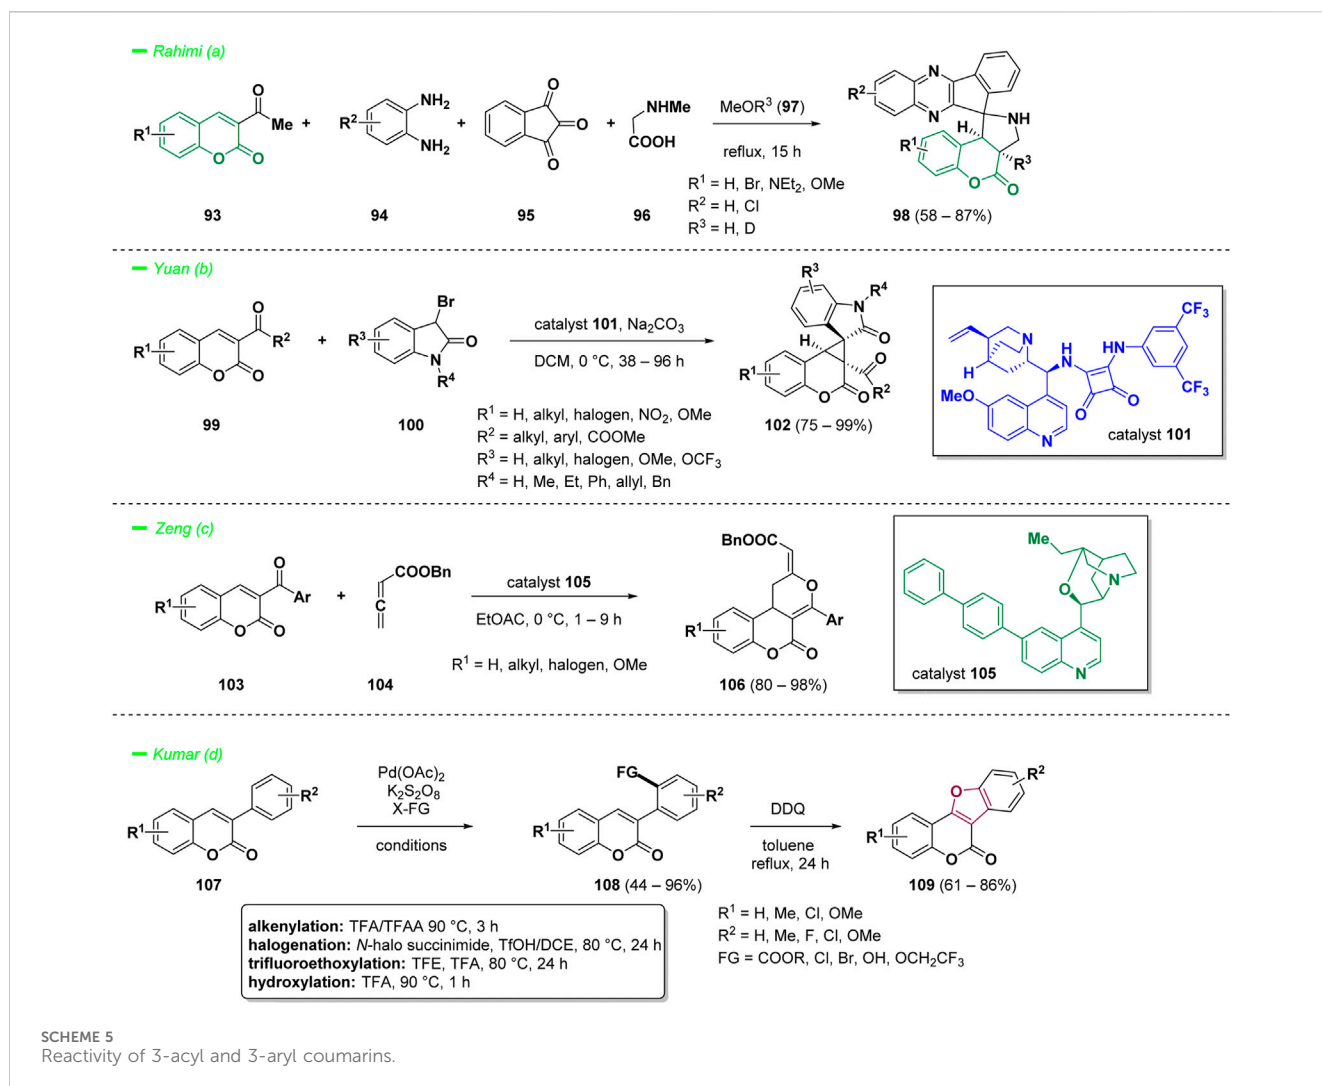 Rahimi (a)
R1 O Me O O
+
R2 NH2 NH2
+
O O O
+
NHMe COOH
MeOR3 (97)
reflux, 15 h
R1 = H, Br, NEt2, OMe
R2 = H, Cl
R3 = H, D
R2 N N NH H R1 R3 O O
93 94 95 96 98 (58 – 87%)
Yuan (b)
R1 O R2 O O
+
Br R3 O N R4
catalyst 101, Na2CO3
DCM, 0 °C, 38 – 96 h
R1 = H, alkyl, halogen, NO2, OMe
R2 = alkyl, aryl, COOMe
R3 = H, alkyl, halogen, OMe, OCF3
R4 = H, Me, Et, Ph, allyl, Bn
R3 R4 N O H O R1 O O R2
99 100 102 (75 – 99%)
N H H N HN CF3 CF3 MeO N O O
catalyst 101
Zeng (c)
R1 O Ar O O
+
COOBn
catalyst 105
EtOAC, 0 °C, 1 – 9 h
R1 = H, alkyl, halogen, OMe
BnOOC O Ar R1 O O
103 104 106 (80 – 98%)
Me O N N
catalyst 105
Kumar (d)
R1 R2 O O
Pd(OAc)2
K2S2O8
X-FG
conditions
FG R2 R1 O O
DDQ
toluene
reflux, 24 h
R2 O R1 O O
107 108 (44 – 96%) 109 (61 – 86%)
alkenylation: TFA/TFAA 90 °C, 3 h
halogenation: N-halo succinimide, TfOH/DCE, 80 °C, 24 h
trifluoroethoxylation: TFE, TFA, 80 °C, 24 h
hydroxylation: TFA, 90 °C, 1 h
R1 = H, Me, Cl, OMe
R2 = H, Me, F, Cl, OMe
FG = COOR, Cl, Br, OH, OCH2CF3
SCHEME 5
Reactivity of 3-acyl and 3-aryl coumarins.